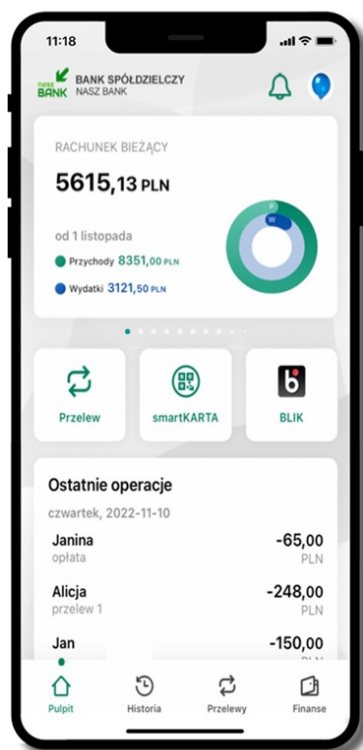 11:18
nasz BANK
BANK SPÓŁDZIELCZY
NASZ BANK
RACHUNEK BIEŻĄCY
5615,13 PLN
od 1 listopada
Przychody 8351,00 PLN
Wydatki 3121,50 PLN
P
W
Przelew
smartKARTA
BLIK
Ostatnie operacje
czwartek, 2022-11-10
Janina -65,00
opłata PLN
Alicja -248,00
przelew 1 PLN
Jan -150,00
Pulpit
Historia
Przelewy
Finanse